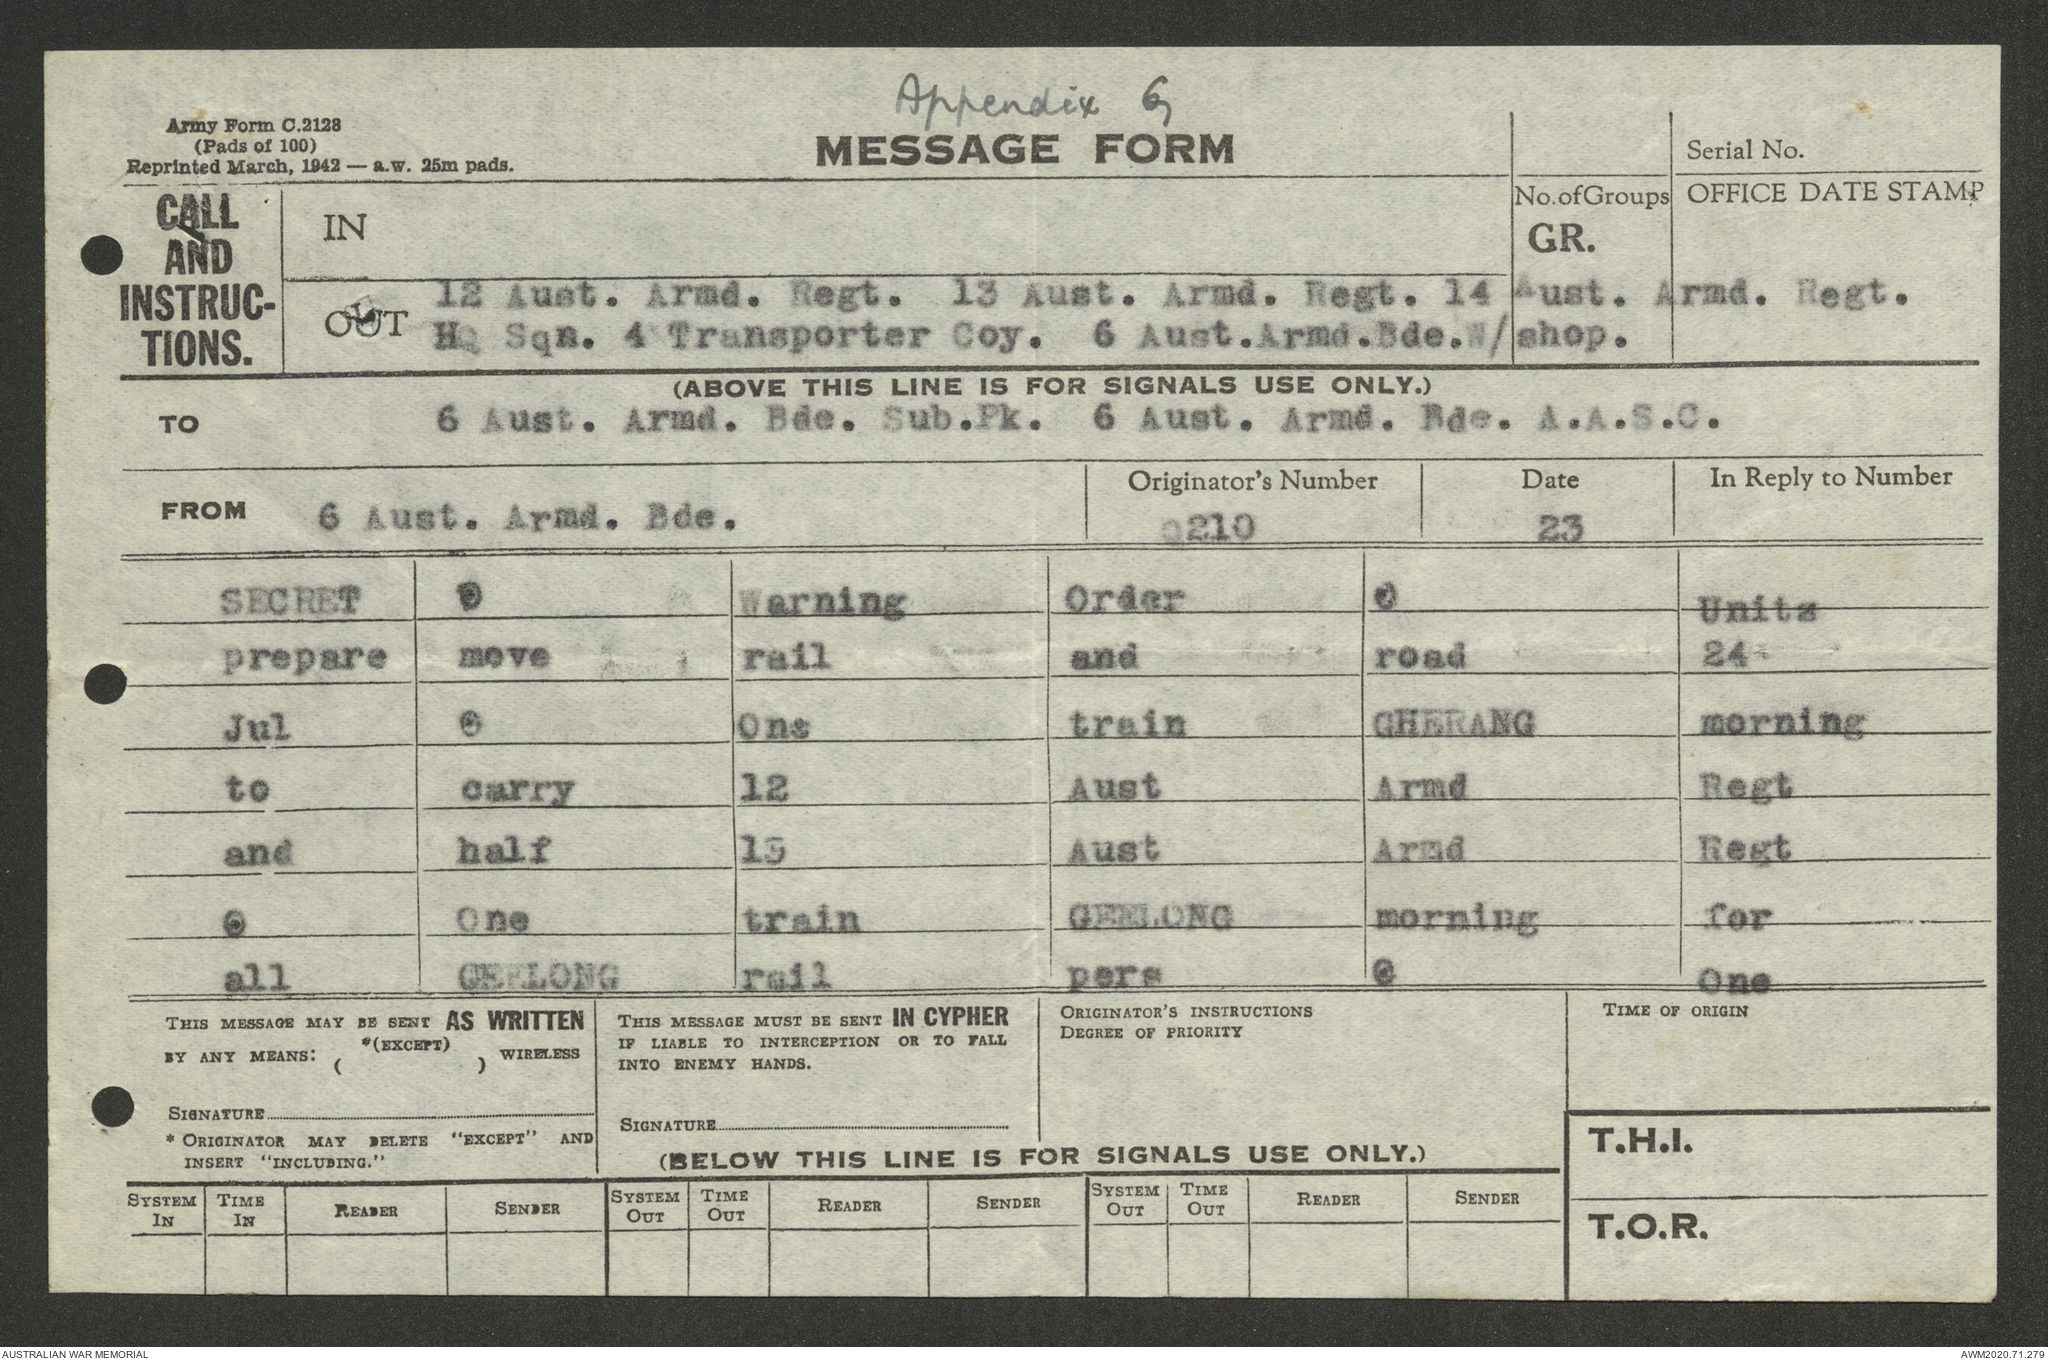 Appendix G
Army Form C.2128
(Pads of 100)
Reprinted March, 1942 — a.w. 25m pads.
MESSAGE FORM
Serial No.
CALL AND INSTRUC-TIONS.
IN
No. of Groups
GR.
OFFICE DATE STAMP
OUT
12 Aust. Armd. Regt. 13 Aust. Armd. Regt. 14 Aust. Armd. Regt.
HQ Sqn. 4 Transporter Coy. 6 Aust.Armd.Bde.W/shop.
(ABOVE THIS LINE IS FOR SIGNALS USE ONLY.)
TO 6 Aust. Armd. Bde. Sub.Pk. 6 Aust. Armd. Bde. A.A.S.C.
FROM 6 Aust. Armd. Bde.
Originator's Number Date In Reply to Number
Q210 23
SECRET @ Warning Order @ Units
prepare move rail and road 24
Jul @ One train GHERANG morning
to carry 12 Aust Armd Regt
and half 13 Aust Armd Regt
@ One train GEELONG morning for
all GEELONG rail pers @ One
THIS MESSAGE MAY BE SENT AS WRITTEN
BY ANY MEANS: *(EXCEPT) ( ) WIRELESS
SIGNATURE
* ORIGINATOR MAY DELETE "EXCEPT" AND
INSERT "INCLUDING."
THIS MESSAGE MUST BE SENT IN CYPHER
IF LIABLE TO INTERCEPTION OR TO FALL
INTO ENEMY HANDS.
SIGNATURE
ORIGINATOR'S INSTRUCTIONS
DEGREE OF PRIORITY
TIME OF ORIGIN
T.H.I.
(BELOW THIS LINE IS FOR SIGNALS USE ONLY.)
SYSTEM IN TIME IN READER SENDER SYSTEM OUT TIME OUT READER SENDER SYSTEM OUT TIME OUT READER SENDER
T.O.R.
AUSTRALIAN WAR MEMORIAL
AWM2020.71.279